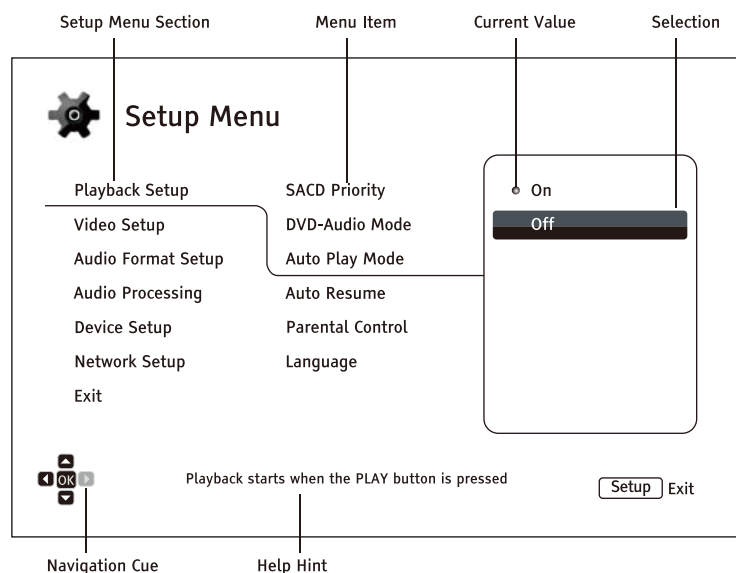 Setup Menu Section Menu Item Current Value Selection
Setup Menu
Playback Setup SACD Priority On
Video Setup DVD-Audio Mode Off
Audio Format Setup Auto Play Mode
Audio Processing Auto Resume
Device Setup Parental Control
Network Setup Language
Exit
OK Playback starts when the PLAY button is pressed Setup Exit
Navigation Cue Help Hint